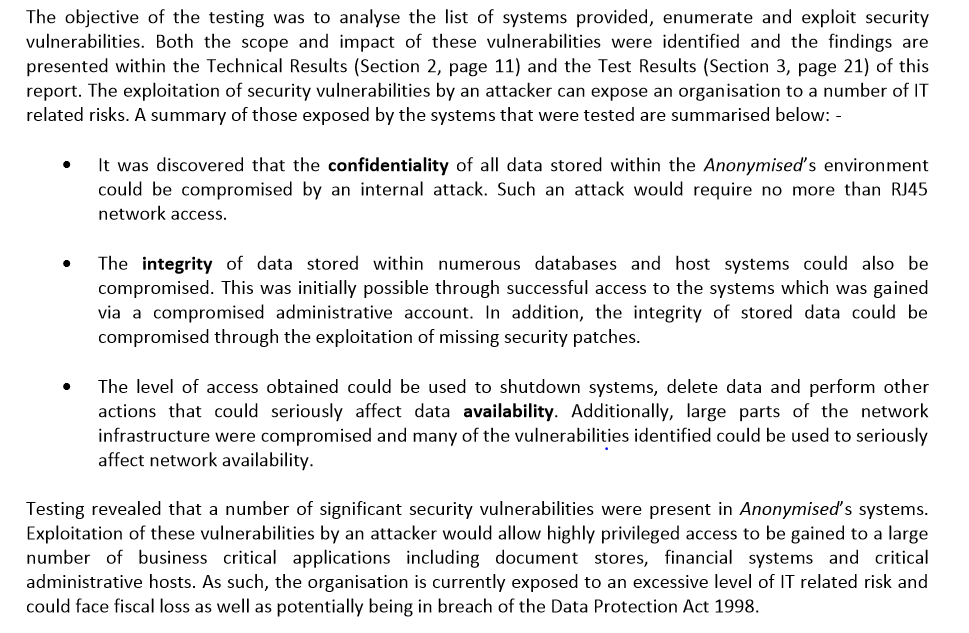 The objective of the testing was to analyse the list of systems provided, enumerate and exploit security
vulnerabilities. Both the scope and impact of these vulnerabilities were identified and the findings are
presented within the Technical Results (Section 2, page 11) and the Test Results (Section 3, page 21) of this
report. The exploitation of security vulnerabilities by an attacker can expose an organisation to a number of IT
related risks. A summary of those exposed by the systems that were tested are summarised below: -
• It was discovered that the confidentiality of all data stored within the Anonymised's environment
could be compromised by an internal attack. Such an attack would require no more than RJ45
network access.
• The integrity of data stored within numerous databases and host systems could also be
compromised. This was initially possible through successful access to the systems which was gained
via a compromised administrative account. In addition, the integrity of stored data could be
compromised through the exploitation of missing security patches.
• The level of access obtained could be used to shutdown systems, delete data and perform other
actions that could seriously affect data availability. Additionally, large parts of the network
infrastructure were compromised and many of the vulnerabilities identified could be used to seriously
affect network availability.
Testing revealed that a number of significant security vulnerabilities were present in Anonymised's systems.
Exploitation of these vulnerabilities by an attacker would allow highly privileged access to be gained to a large
number of business critical applications including document stores, financial systems and critical
administrative hosts. As such, the organisation is currently exposed to an excessive level of IT related risk and
could face fiscal loss as well as potentially being in breach of the Data Protection Act 1998.